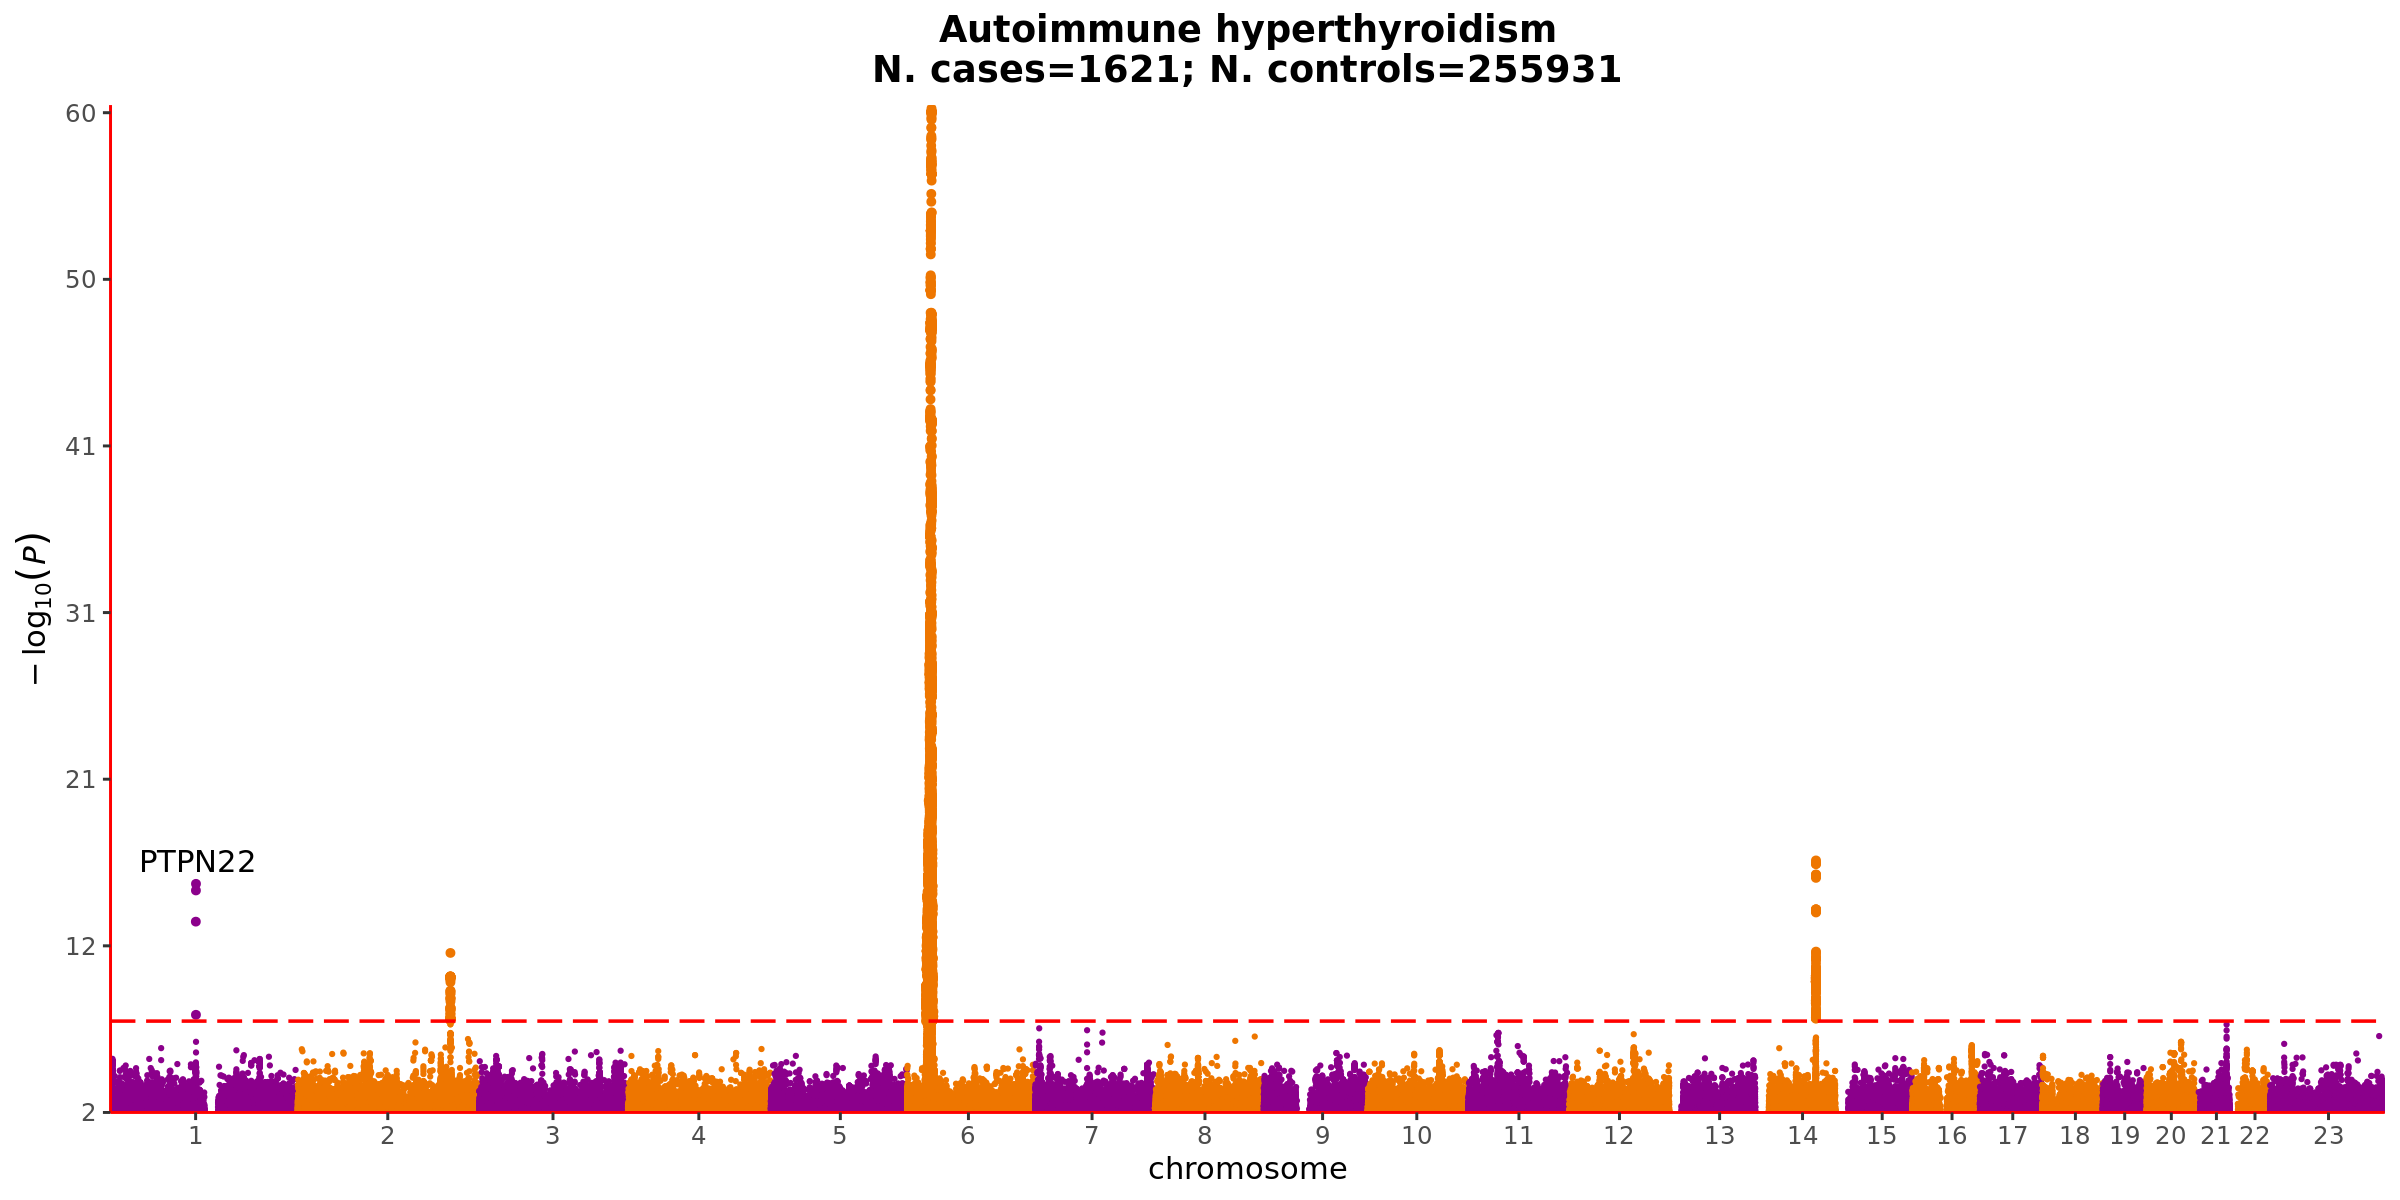 Autoimmune hyperthyroidism
N. cases=1621; N. controls=255931
60
50
41
31
21
12
2
−log10(P)
PTPN22
1 2 3 4 5 6 7 8 9 10 11 12 13 14 15 16 17 18 19 20 21 22 23
chromosome